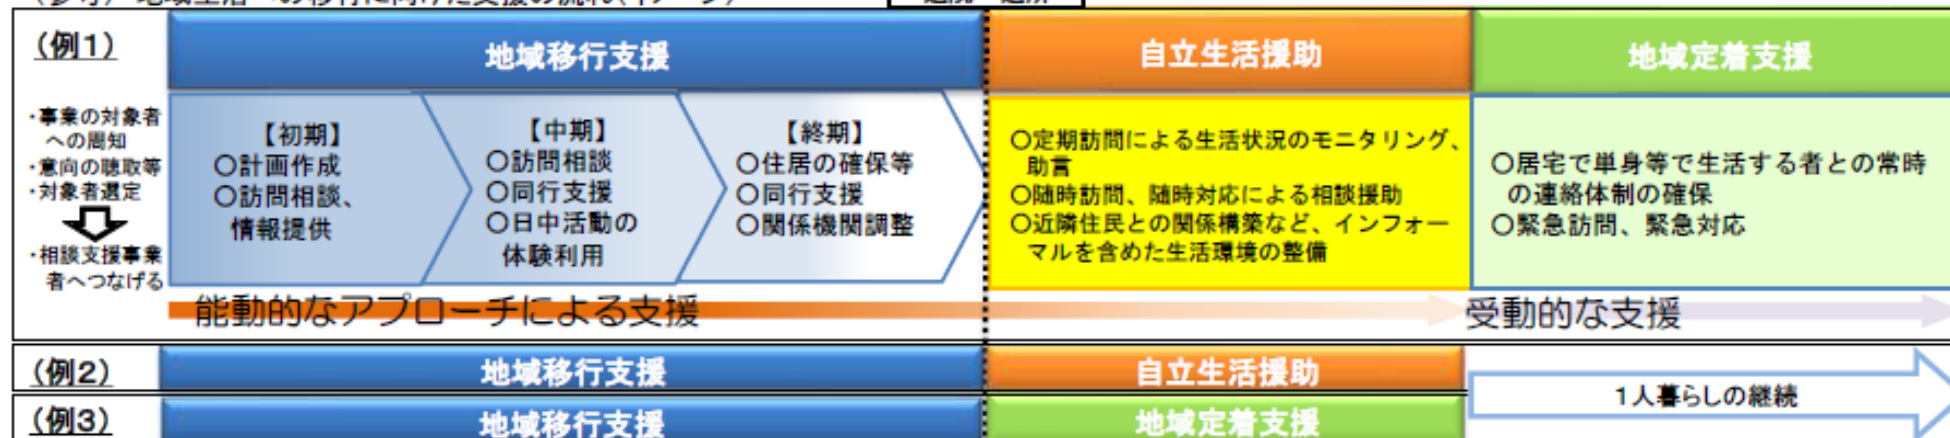 (例1)
地域移行支援
自立生活援助
地域定着支援
・事業の対象者
への周知
・意向の聴取等
・対象者選定
・相談支援事業
者へつなげる
【初期】
〇計画作成
〇訪問相談、
情報提供
【中期】
〇訪問相談
〇同行支援
〇日中活動の
体験利用
【終期】
〇住居の確保等
〇同行支援
〇関係機関調整
〇定期訪問による生活状況のモニタリング、
助言
〇随時訪問、随時対応による相談援助
〇近隣住民との関係構築など、インフォー
マルを含めた生活環境の整備
〇居宅で単身等で生活する者との常時
の連絡体制の確保
〇緊急訪問、緊急対応
能動的なアプローチによる支援
受動的な支援
(例2)
地域移行支援
自立生活援助
1人暮らしの継続
(例3)
地域移行支援
地域定着支援